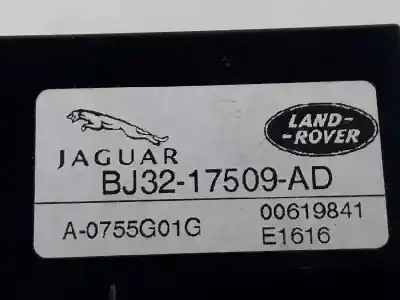 LAND-
-ROVER
JAGUAR
BJ32-17509-AD
A-0755G01G 00619841
E1616